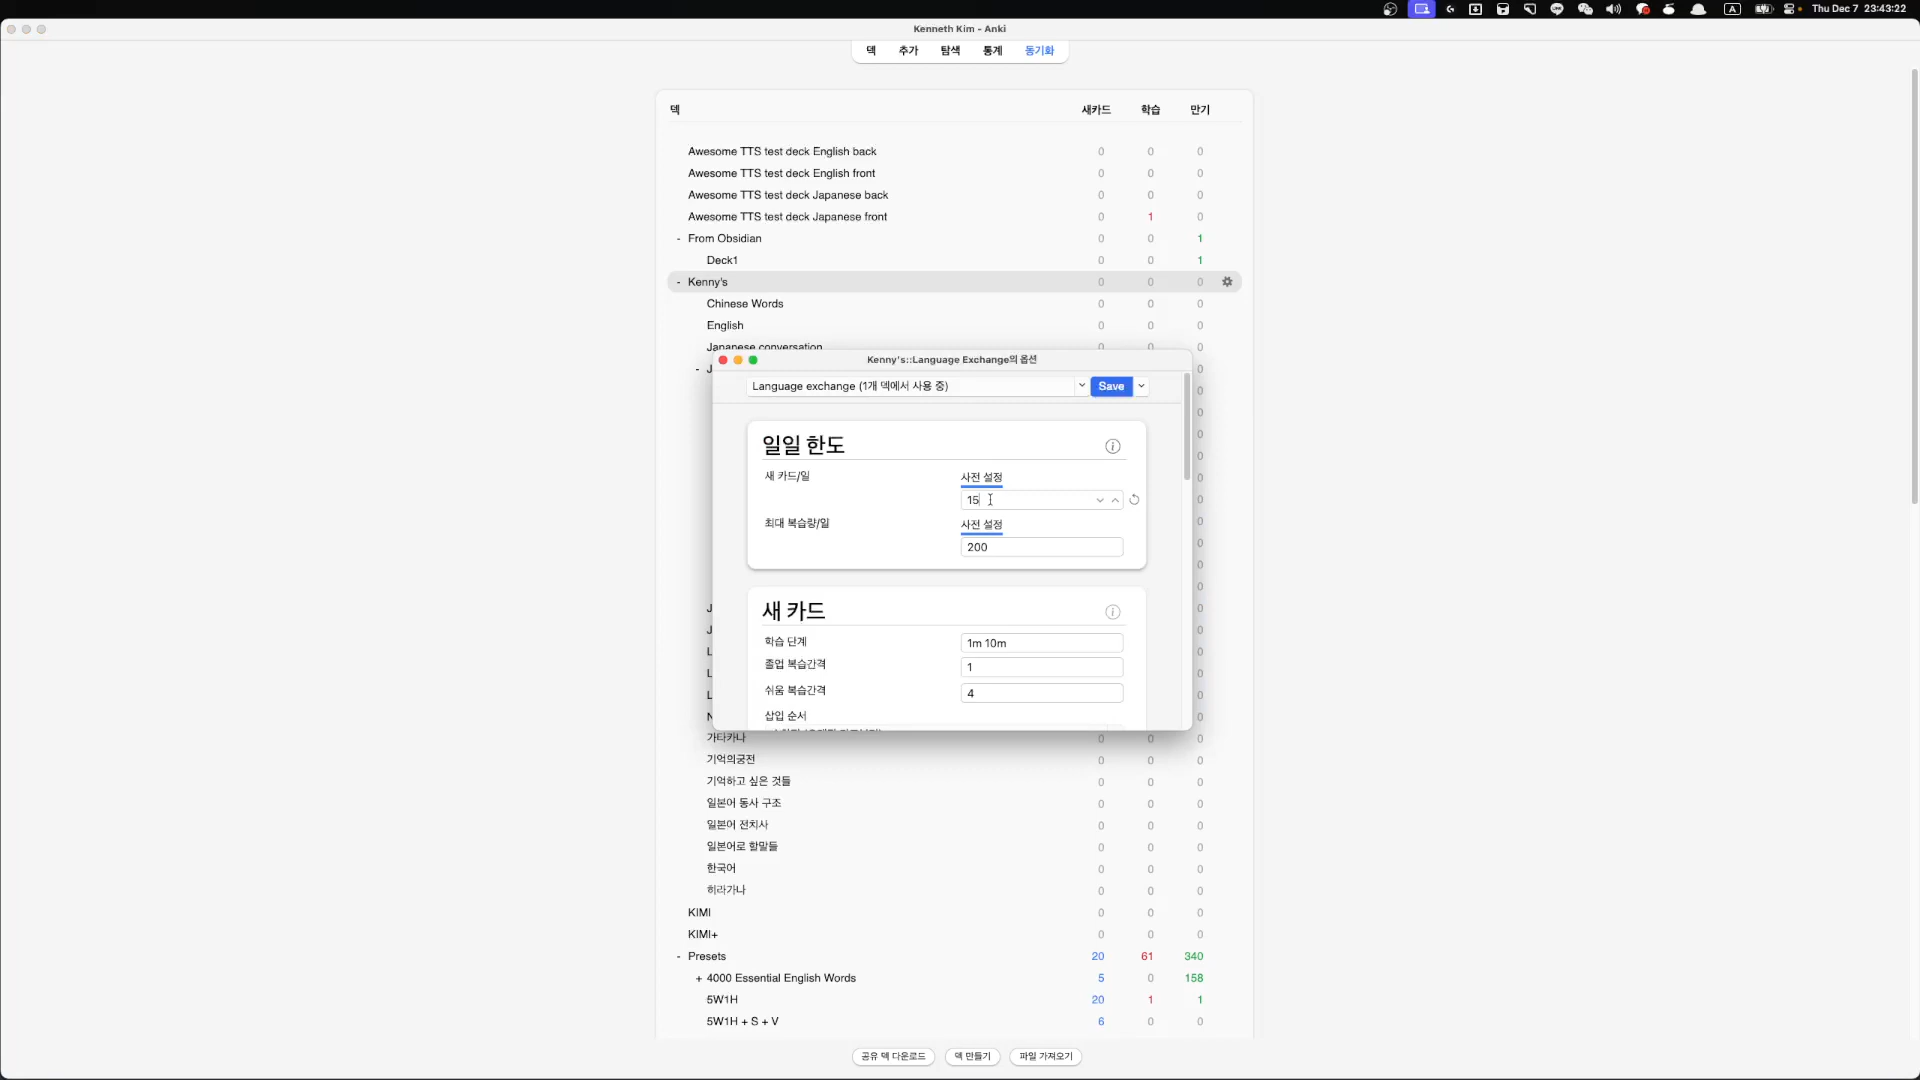 Thu Dec 7 23:43:22
Kenneth Kim - Anki
덱 추가 탐색 통계 동기화
덱 새카드 학습 만기
Awesome TTS test deck English back 0 0 0
Awesome TTS test deck English front 0 0 0
Awesome TTS test deck Japanese back 0 0 0
Awesome TTS test deck Japanese front 0 1 0
- From Obsidian 0 0 1
Deck1 0 0 1
- Kenny's 0 0 0
Chinese Words 0 0 0
English 0 0 0
Japanese conversation 0 0 0
Kenny's::Language Exchange의 옵션
Language exchange (1개 덱에서 사용 중) Save
일일 한도
새 카드/일 사전 설정
15
최대 복습량/일 사전 설정
200
새 카드
학습 단계 1m 10m
졸업 복습간격 1
쉬움 복습간격 4
삽입 순서
가타카나 0 0 0
기억의궁전 0 0 0
기억하고 싶은 것들 0 0 0
일본어 동사 구조 0 0 0
일본어 전치사 0 0 0
일본어로 할말들 0 0 0
한국어 0 0 0
히라가나 0 0 0
KIMI 0 0 0
KIMI+ 0 0 0
- Presets 20 61 340
+ 4000 Essential English Words 5 0 158
5W1H 20 1 1
5W1H + S + V 6 0 0
공유 덱 다운로드 덱 만들기 파일 가져오기